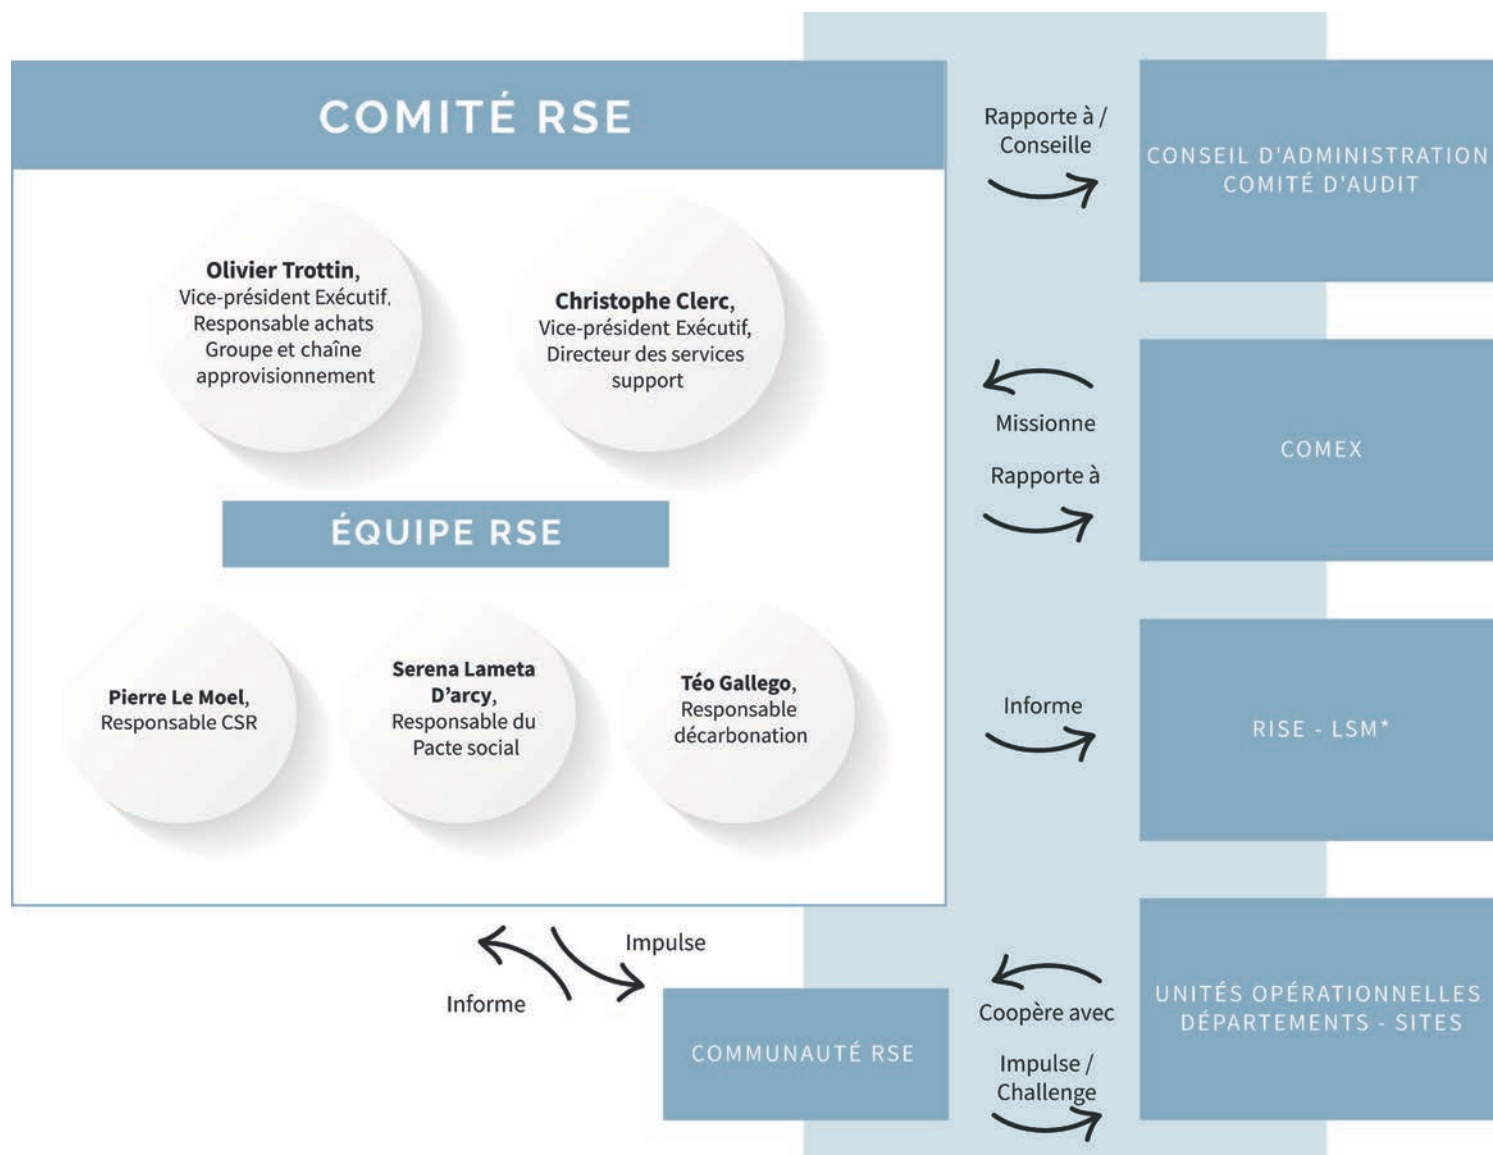 COMITÉ RSE
Olivier Trottin,
Vice-président Exécutif,
Responsable achats
Groupe et chaîne
approvisionnement
Christophe Clerc,
Vice-président Exécutif,
Directeur des services
support
ÉQUIPE RSE
Pierre Le Moel,
Responsable CSR
Serena Lameta
D’arcy,
Responsable du
Pacte social
Téo Gallego,
Responsable
décarbonation
Rapporte à /
Conseille
CONSEIL D'ADMINISTRATION
COMITÉ D'AUDIT
Missionne
Rapporte à
COMEX
Informe
RISE - LSM*
Impulse
Informe
COMMUNAUTÉ RSE
Coopère avec
Impulse /
Challenge
UNITÉS OPÉRATIONNELLES
DÉPARTEMENTS - SITES